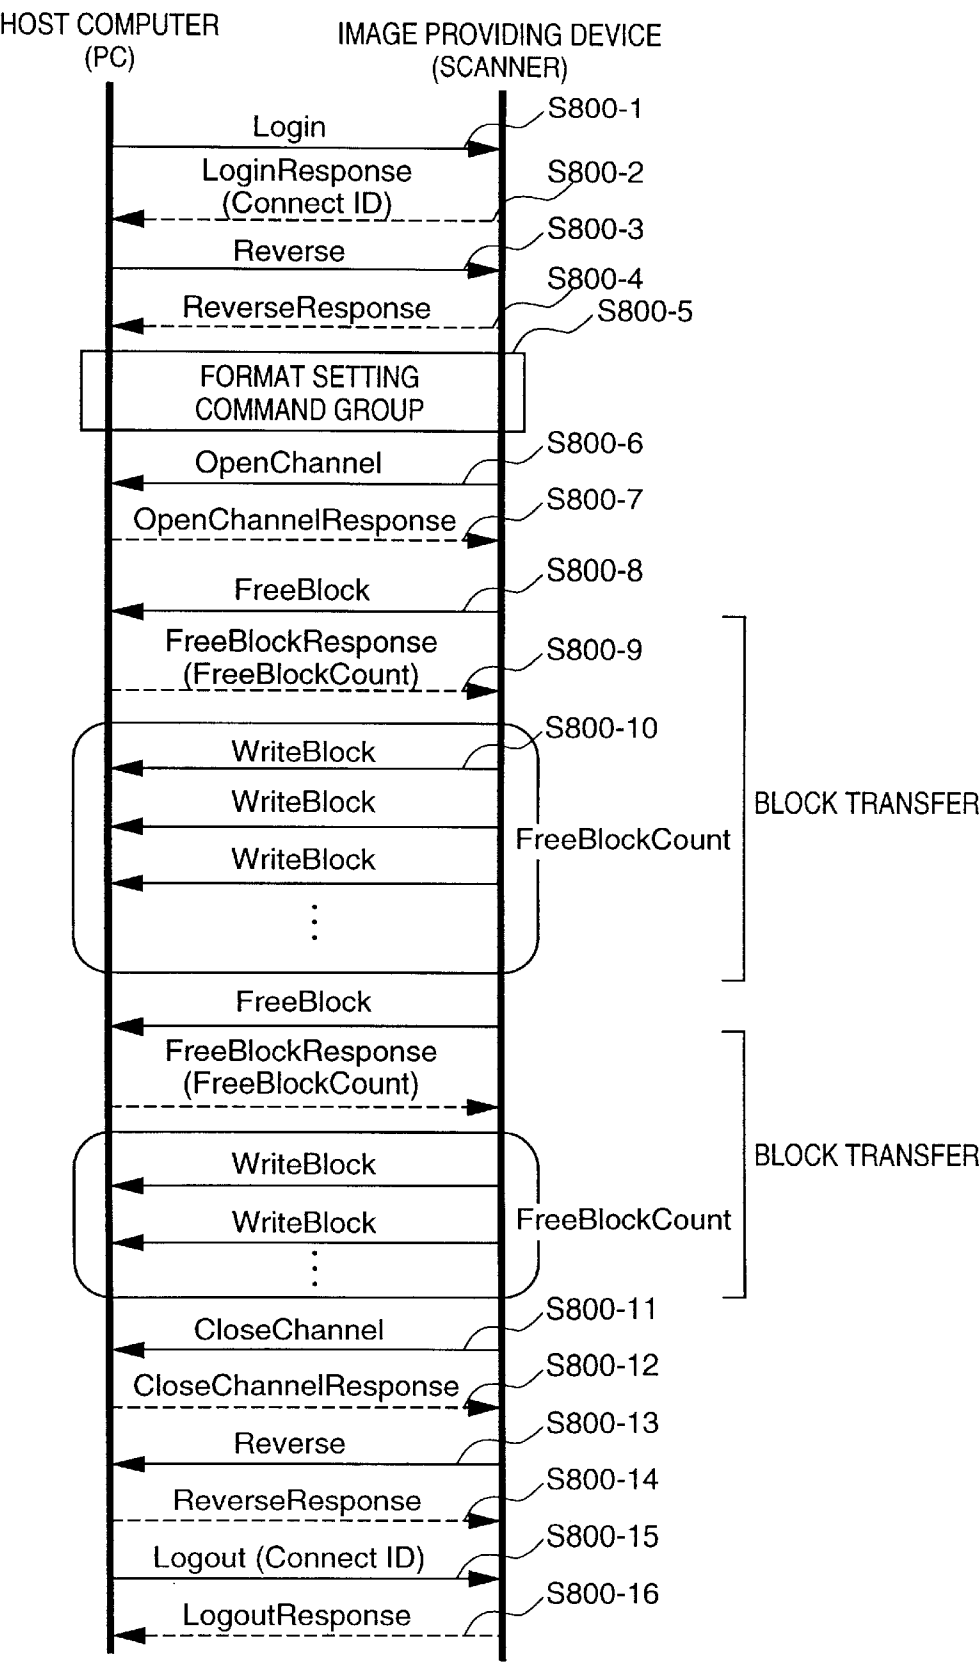 HOST COMPUTER
(PC)
IMAGE PROVIDING DEVICE
(SCANNER)
S800-1
Login
LoginResponse
(Connect ID)
S800-2
S800-3
Reverse
S800-4
ReverseResponse
S800-5
FORMAT SETTING
COMMAND GROUP
S800-6
OpenChannel
S800-7
OpenChannelResponse
S800-8
FreeBlock
FreeBlockResponse
(FreeBlockCount)
S800-9
S800-10
WriteBlock
WriteBlock
WriteBlock
FreeBlockCount
BLOCK TRANSFER
FreeBlock
FreeBlockResponse
(FreeBlockCount)
WriteBlock
WriteBlock
FreeBlockCount
BLOCK TRANSFER
S800-11
CloseChannel
S800-12
CloseChannelResponse
S800-13
Reverse
S800-14
ReverseResponse
S800-15
Logout (Connect ID)
S800-16
LogoutResponse